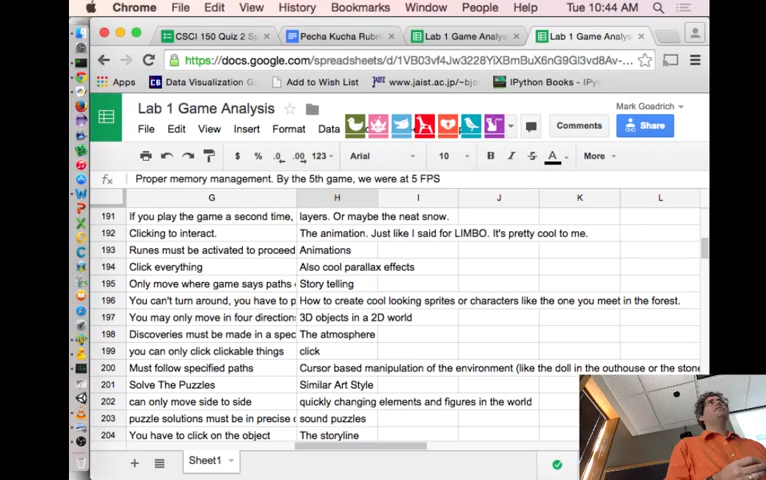 Chrome File Edit View History Bookmarks Window People Help Tue 10:44 AM
CSCI 150 Quiz 2 Sp
Pecha Kucha Rubri
Lab 1 Game Analys
Lab 1 Game Analys
https://docs.google.com/spreadsheets/d/1VB03vf4Jw3228YiXBmBuX6nG9Gl3vd8Av-...
Apps Data Visualization G Add to Wish List www.jaist.ac.jp/~bjo IPython Books - IPy
Lab 1 Game Analysis
Mark Goadrich
File Edit View Insert Format Data
Comments Share
$ % .0 .00 123 Arial 10 B I S A More
fx Proper memory management. By the 5th game, we were at 5 FPS
G H I J K L
191 If you play the game a second time, layers. Or maybe the neat snow.
192 Clicking to interact. The animation. Just like I said for LIMBO. It's pretty cool to me.
193 Runes must be activated to proceed Animations
194 Click everything Also cool parallax effects
195 Only move where game says paths Story telling
196 You can't turn around, you have to p How to create cool looking sprites or characters like the one you meet in the forest.
197 You may only move in four directions 3D objects in a 2D world
198 Discoveries must be made in a spec The atmosphere
199 you can only click clickable things click
200 Must follow specified paths Cursor based manipulation of the environment (like the doll in the outhouse or the stone
201 Solve The Puzzles Similar Art Style
202 can only move side to side quickly changing elements and figures in the world
203 puzzle solutions must be in precise sound puzzles
204 You have to click on the object The storyline
Sheet1